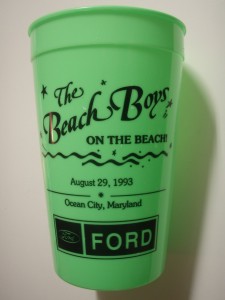 The
Beach Boys
ON THE BEACH!
August 29, 1993
Ocean City, Maryland
FORD